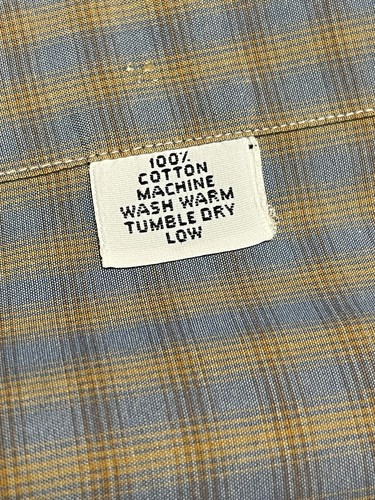 100%
COTTON
MACHINE
WASH WARM
TUMBLE DRY
LOW